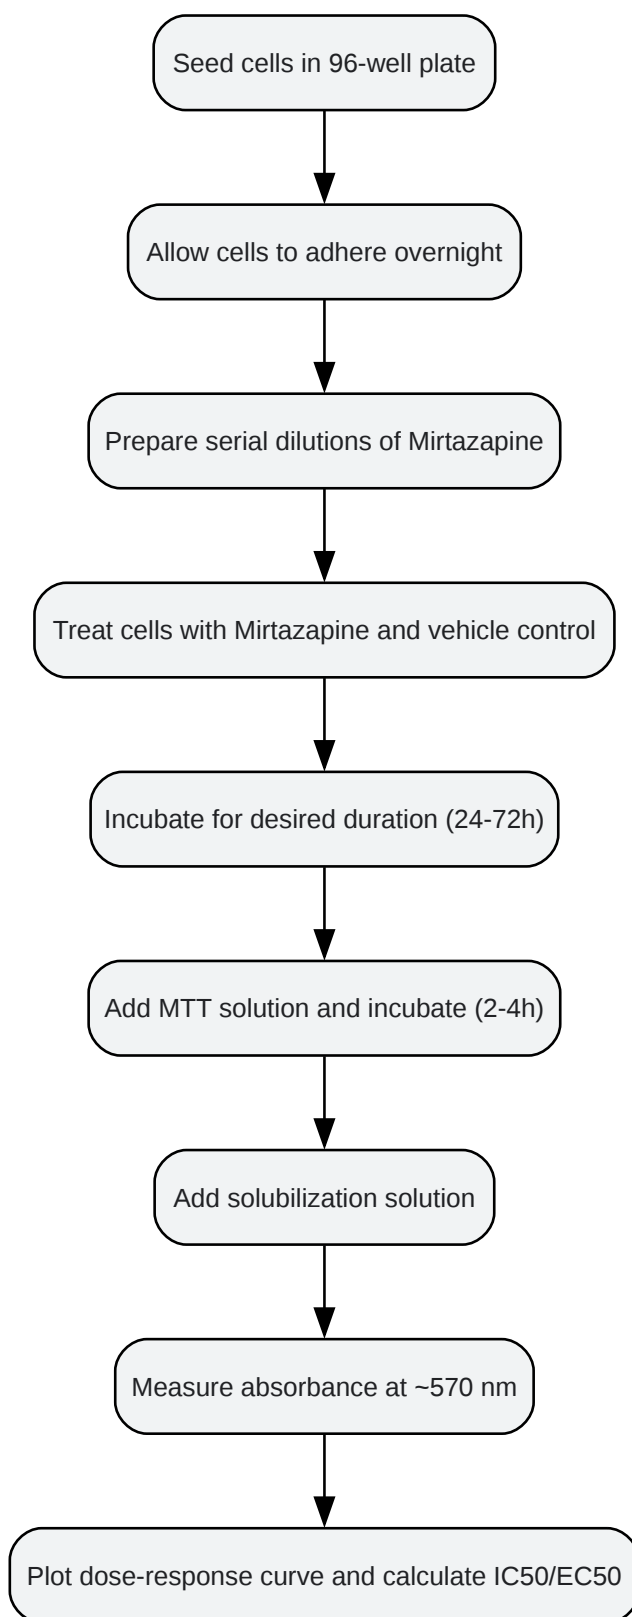 Seed cells in 96-well plate
Allow cells to adhere overnight
Prepare serial dilutions of Mirtazapine
Treat cells with Mirtazapine and vehicle control
Incubate for desired duration (24-72h)
Add MTT solution and incubate (2-4h)
Add solubilization solution
Measure absorbance at ~570 nm
Plot dose-response curve and calculate IC50/EC50